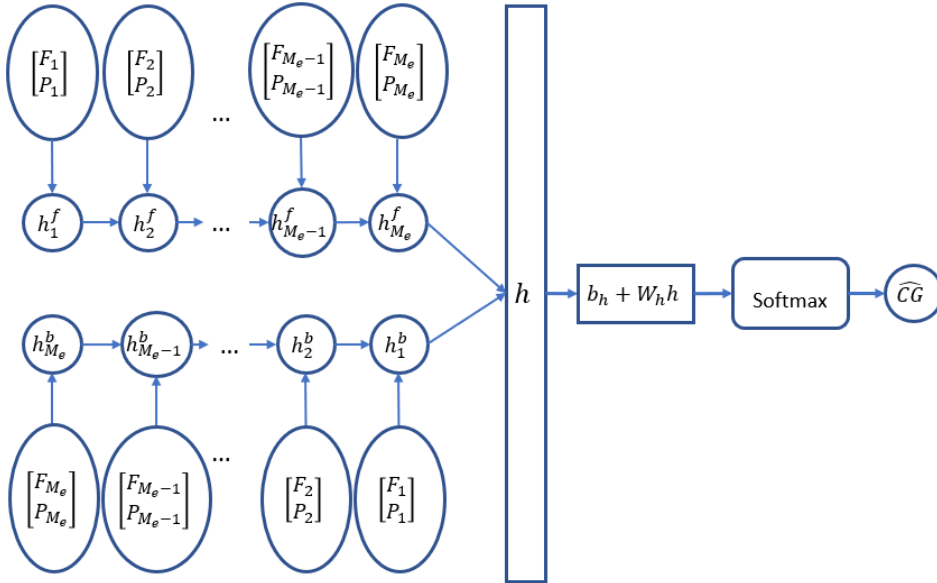 [F_1 P_1] [F_2 P_2] ... [F_{M_e-1} P_{M_e-1}] [F_{M_e} P_{M_e}]
h_1^f h_2^f ... h_{M_e-1}^f h_{M_e}^f
h b_h + W_h h Softmax \widehat{CG}
h_{M_e}^b h_{M_e-1}^b ... h_2^b h_1^b
[F_{M_e} P_{M_e}] [F_{M_e-1} P_{M_e-1}] ... [F_2 P_2] [F_1 P_1]